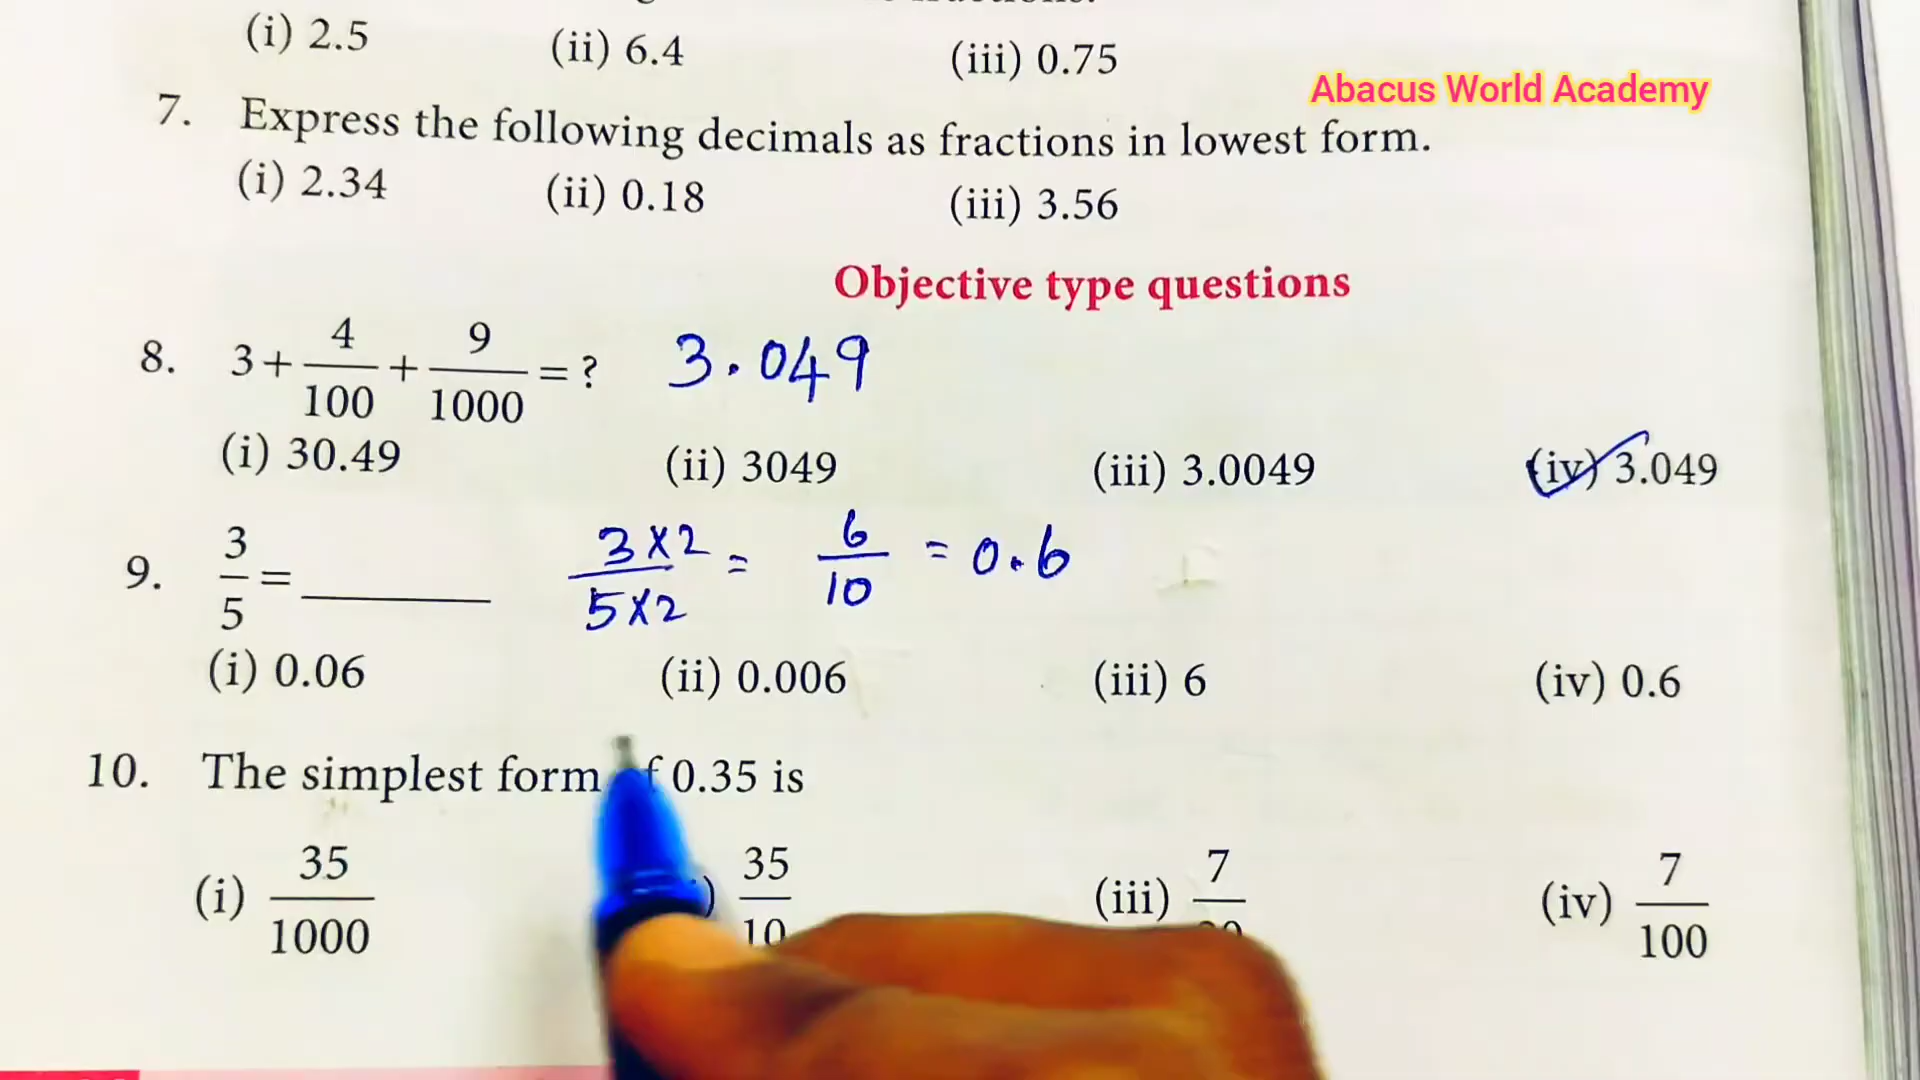 (i) 2.5 (ii) 6.4 (iii) 0.75
Abacus World Academy
7. Express the following decimals as fractions in lowest form.
(i) 2.34 (ii) 0.18 (iii) 3.56
Objective type questions
8. 3 + 4/100 + 9/1000 = ? 3.049
(i) 30.49 (ii) 3049 (iii) 3.0049 (iv) 3.049
9. 3/5 = ________ 3×2/5×2 = 6/10 = 0.6
(i) 0.06 (ii) 0.006 (iii) 6 (iv) 0.6
10. The simplest form 0.35 is
(i) 35/1000 35/10 (iii) 7/ (iv) 7/100